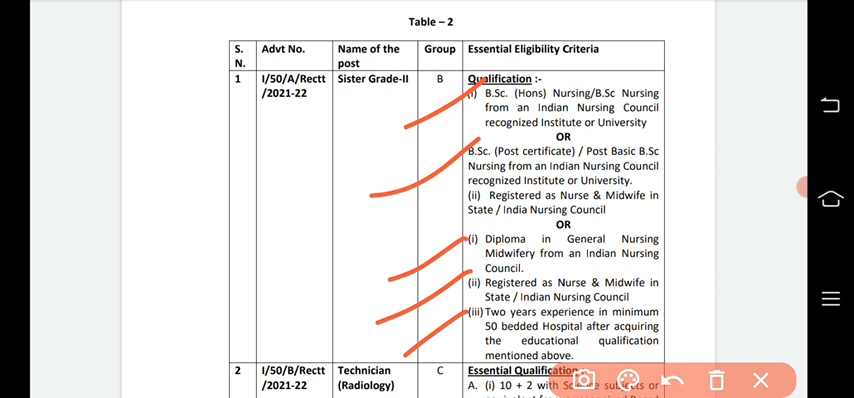 Table – 2
S. N. Advt No. Name of the post Group Essential Eligibility Criteria
1 I/50/A/Rectt /2021-22 Sister Grade-II B Qualification :-
(i) B.Sc. (Hons) Nursing/B.Sc Nursing
from an Indian Nursing Council
recognized Institute or University
OR
B.Sc. (Post certificate) / Post Basic B.Sc
Nursing from an Indian Nursing Council
recognized Institute or University.
(ii) Registered as Nurse & Midwife in
State / India Nursing Council
OR
(i) Diploma in General Nursing
Midwifery from an Indian Nursing
Council.
(ii) Registered as Nurse & Midwife in
State / Indian Nursing Council
(iii) Two years experience in minimum
50 bedded Hospital after acquiring
the educational qualification
mentioned above.
2 I/50/B/Rectt /2021-22 Technician (Radiology) C Essential Qualification
A. (i) 10 + 2 with Science subjects or